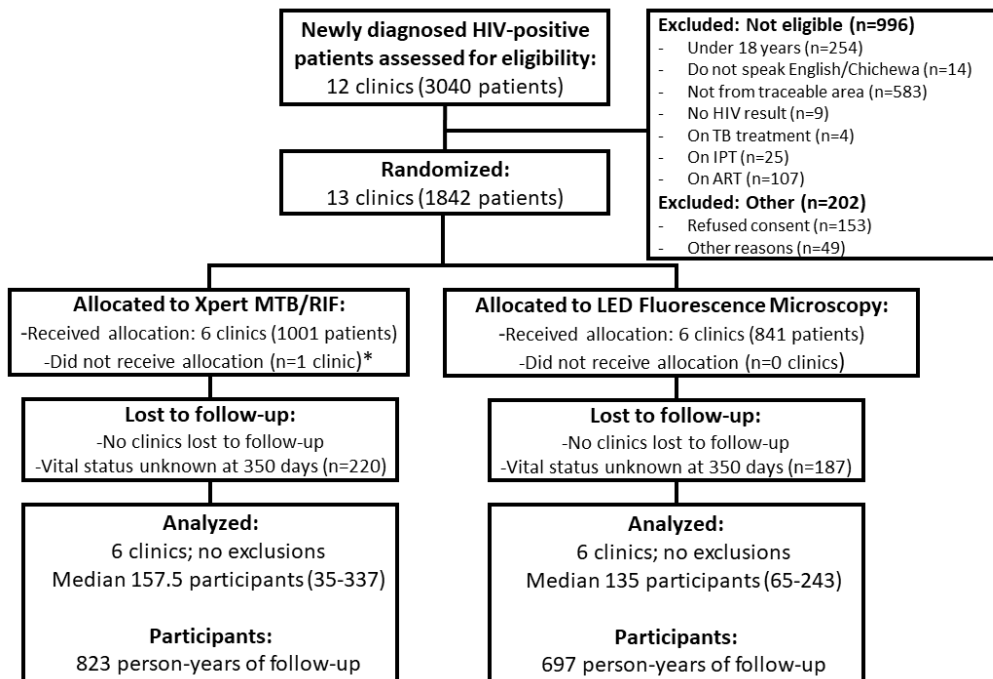 Newly diagnosed HIV-positive
patients assessed for eligibility:
12 clinics (3040 patients)
Excluded: Not eligible (n=996)
- Under 18 years (n=254)
- Do not speak English/Chichewa (n=14)
- Not from traceable area (n=583)
- No HIV result (n=9)
- On TB treatment (n=4)
- On IPT (n=25)
- On ART (n=107)
Excluded: Other (n=202)
- Refused consent (n=153)
- Other reasons (n=49)
Randomized:
13 clinics (1842 patients)
Allocated to Xpert MTB/RIF:
-Received allocation: 6 clinics (1001 patients)
-Did not receive allocation (n=1 clinic)*
Allocated to LED Fluorescence Microscopy:
-Received allocation: 6 clinics (841 patients)
-Did not receive allocation (n=0 clinics)
Lost to follow-up:
-No clinics lost to follow-up
-Vital status unknown at 350 days (n=220)
Lost to follow-up:
-No clinics lost to follow-up
-Vital status unknown at 350 days (n=187)
Analyzed:
6 clinics; no exclusions
Median 157.5 participants (35-337)
Participants:
823 person-years of follow-up
Analyzed:
6 clinics; no exclusions
Median 135 participants (65-243)
Participants:
697 person-years of follow-up